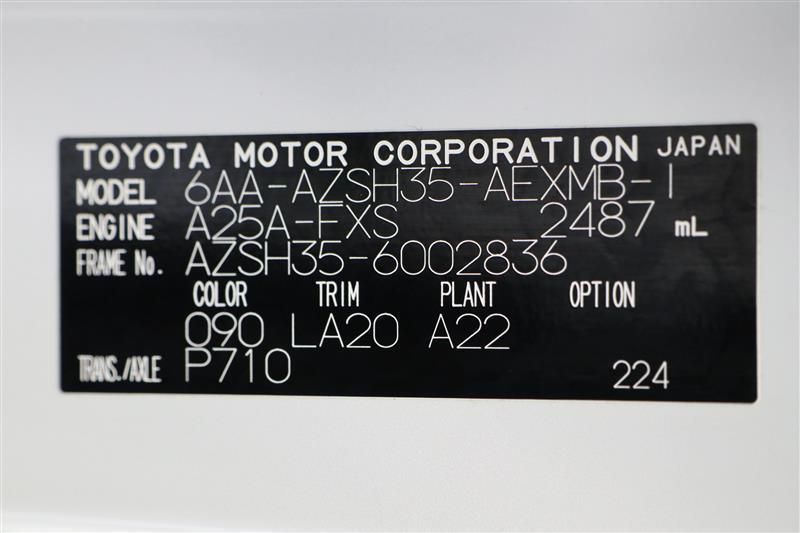 TOYOTA MOTOR CORPORATION JAPAN
MODEL 6AA-AZSH35-AEXMB-I
ENGINE A25A-FXS 2487 mL
FRAME No. AZSH35-6002836
COLOR TRIM PLANT OPTION
090 LA20 A22
TRANS./AXLE P710 224